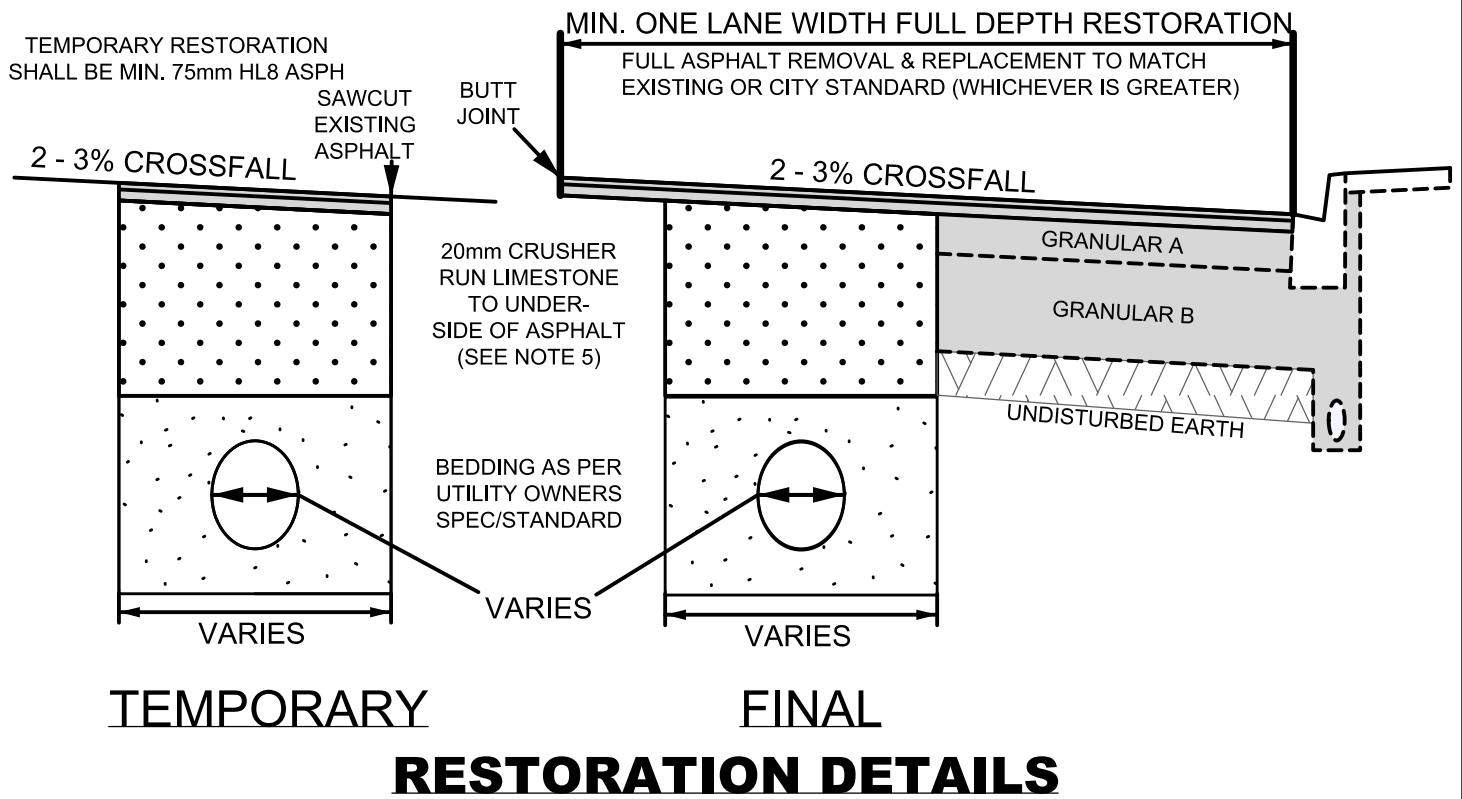 TEMPORARY RESTORATION
SHALL BE MIN. 75mm HL8 ASPH
SAWCUT
EXISTING
ASPHALT
2 - 3% CROSSFALL
MIN. ONE LANE WIDTH FULL DEPTH RESTORATION
FULL ASPHALT REMOVAL & REPLACEMENT TO MATCH
EXISTING OR CITY STANDARD (WHICHEVER IS GREATER)
BUTT
JOINT
2 - 3% CROSSFALL
20mm CRUSHER
RUN LIMESTONE
TO UNDER-
SIDE OF ASPHALT
(SEE NOTE 5)
GRANULAR A
GRANULAR B
UNDISTURBED EARTH
BEDDING AS PER
UTILITY OWNERS
SPEC/STANDARD
VARIES
VARIES
VARIES
TEMPORARY
FINAL
RESTORATION DETAILS